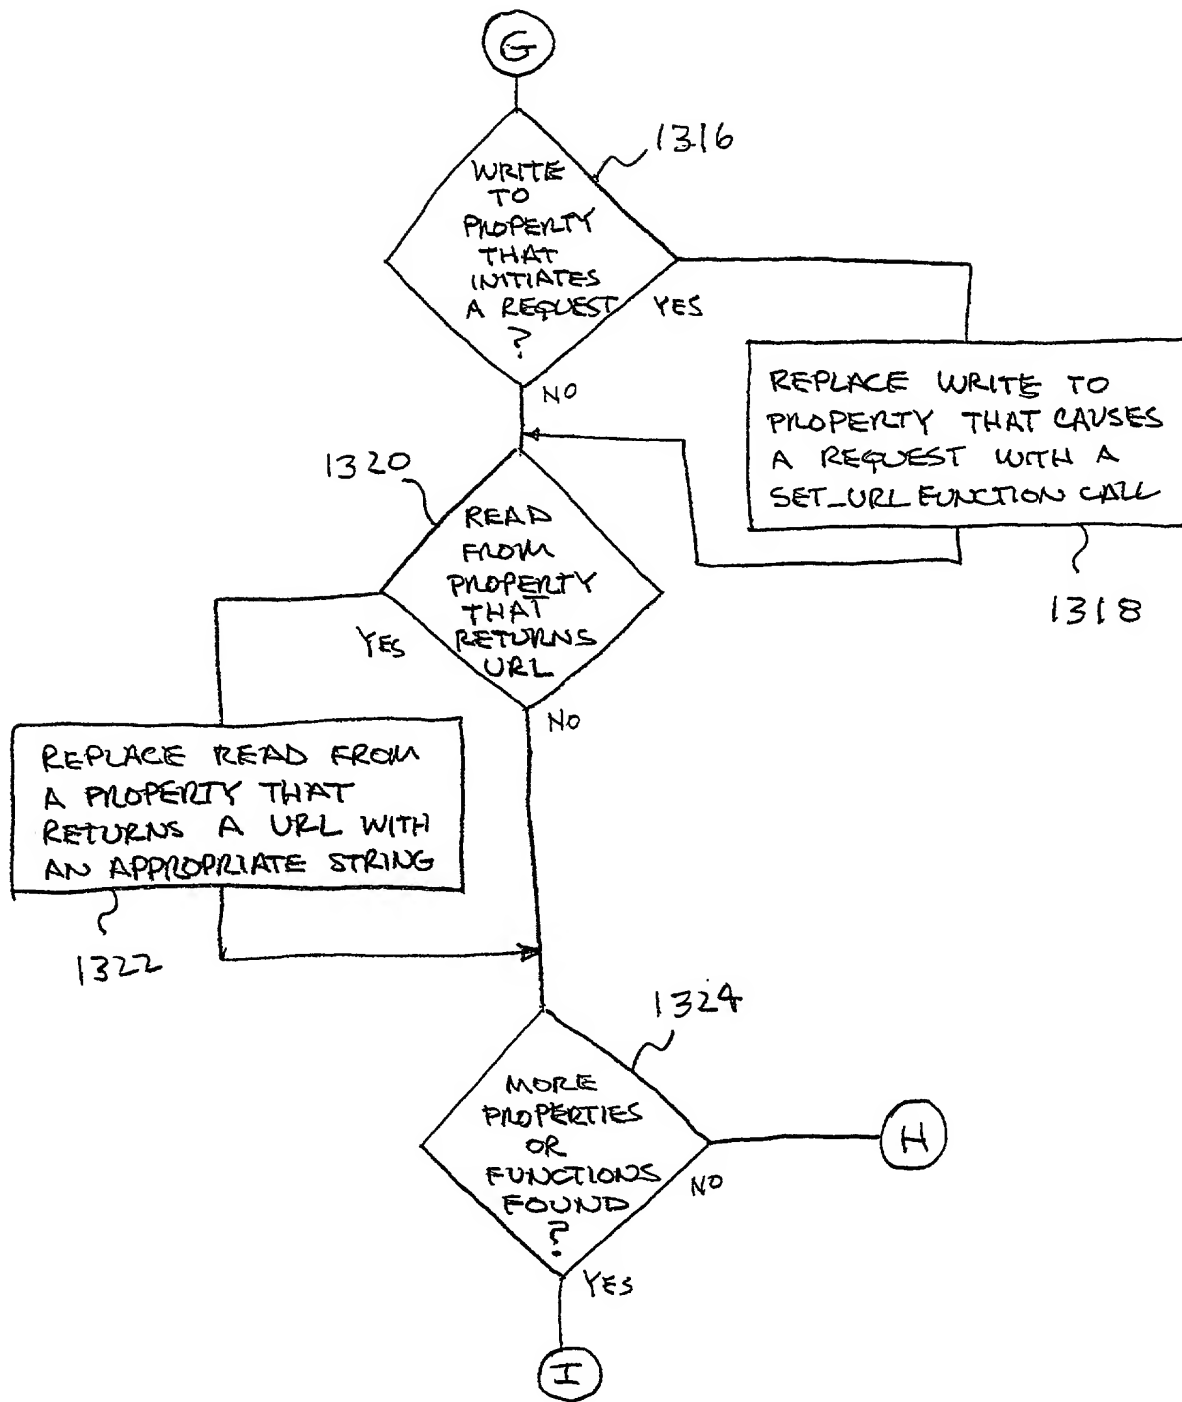 G
1316
WRITE
TO
PROPERTY
THAT
INITIATES
A REQUEST
?
YES
NO
REPLACE WRITE TO
PROPERTY THAT CAUSES
A REQUEST WITH A
SET_URL FUNCTION CALL
1318
1320
READ
FROM
PROPERTY
THAT
RETURNS
URL
YES
NO
REPLACE READ FROM
A PROPERTY THAT
RETURNS A URL WITH
AN APPROPRIATE STRING
1322
1324
MORE
PROPERTIES
OR
FUNCTIONS
FOUND
?
NO
H
YES
I